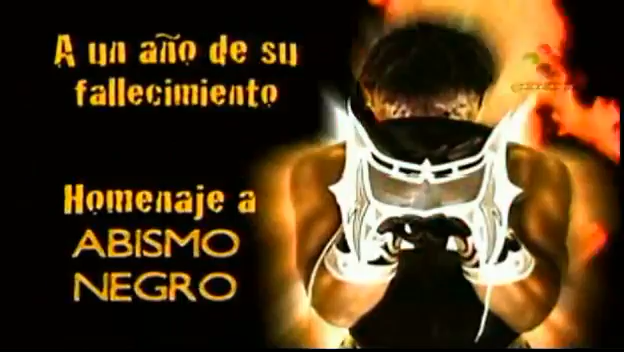 A un año de su
fallecimiento
Homenaje a
ABISMO
NEGRO